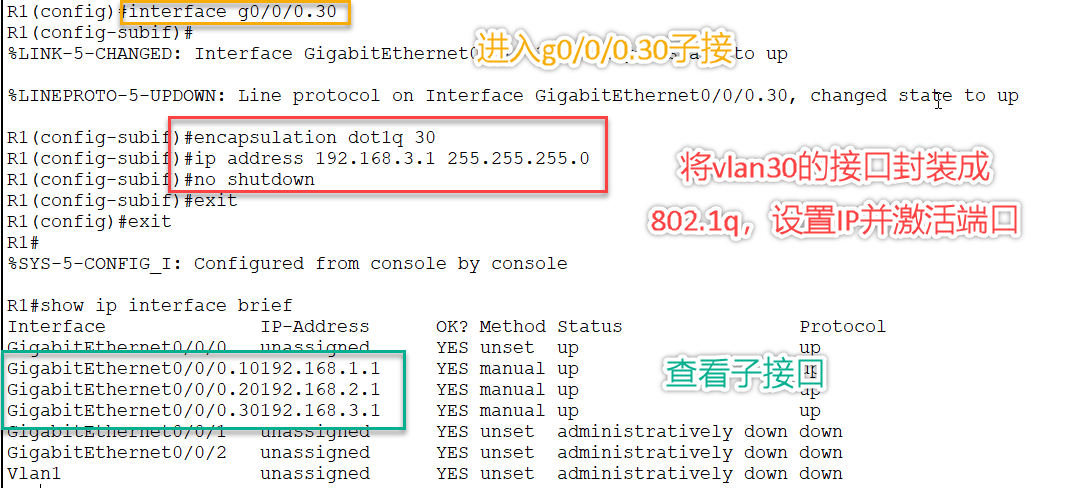 R1(config)#interface g0/0/0.30
R1(config-subif)#
%LINK-5-CHANGED: Interface GigabitEthernet0/ to up
进入g0/0/0.30子接
%LINEPROTO-5-UPDOWN: Line protocol on Interface GigabitEthernet0/0/0.30, changed state to up
R1(config-subif)#encapsulation dot1q 30
R1(config-subif)#ip address 192.168.3.1 255.255.255.0
R1(config-subif)#no shutdown
R1(config-subif)#exit
R1(config)#exit
将vlan30的接口封装成
802.1q，设置IP并激活端口
R1#
%SYS-5-CONFIG_I: Configured from console by console
R1#show ip interface brief
Interface IP-Address OK? Method Status Protocol
GigabitEthernet0/0/0 unassigned YES unset up up
GigabitEthernet0/0/0.10192.168.1.1 YES manual up up
GigabitEthernet0/0/0.20192.168.2.1 YES manual up up
GigabitEthernet0/0/0.30192.168.3.1 YES manual up up
查看子接口
GigabitEthernet0/0/1 unassigned YES unset administratively down down
GigabitEthernet0/0/2 unassigned YES unset administratively down down
Vlan1 unassigned YES unset administratively down down